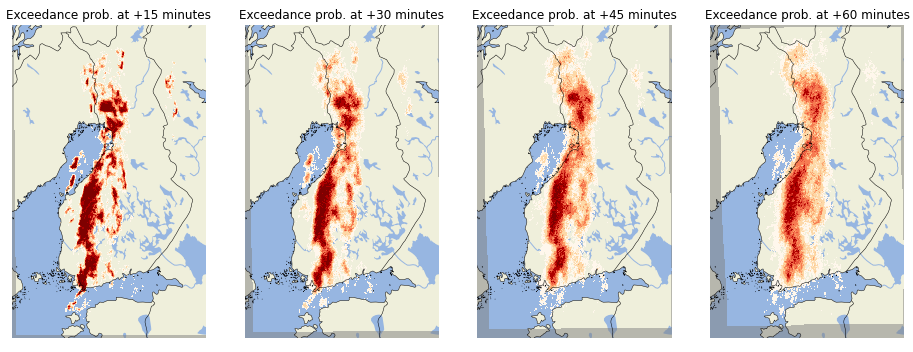 Exceedance prob. at +15 minutes
Exceedance prob. at +30 minutes
Exceedance prob. at +45 minutes
Exceedance prob. at +60 minutes